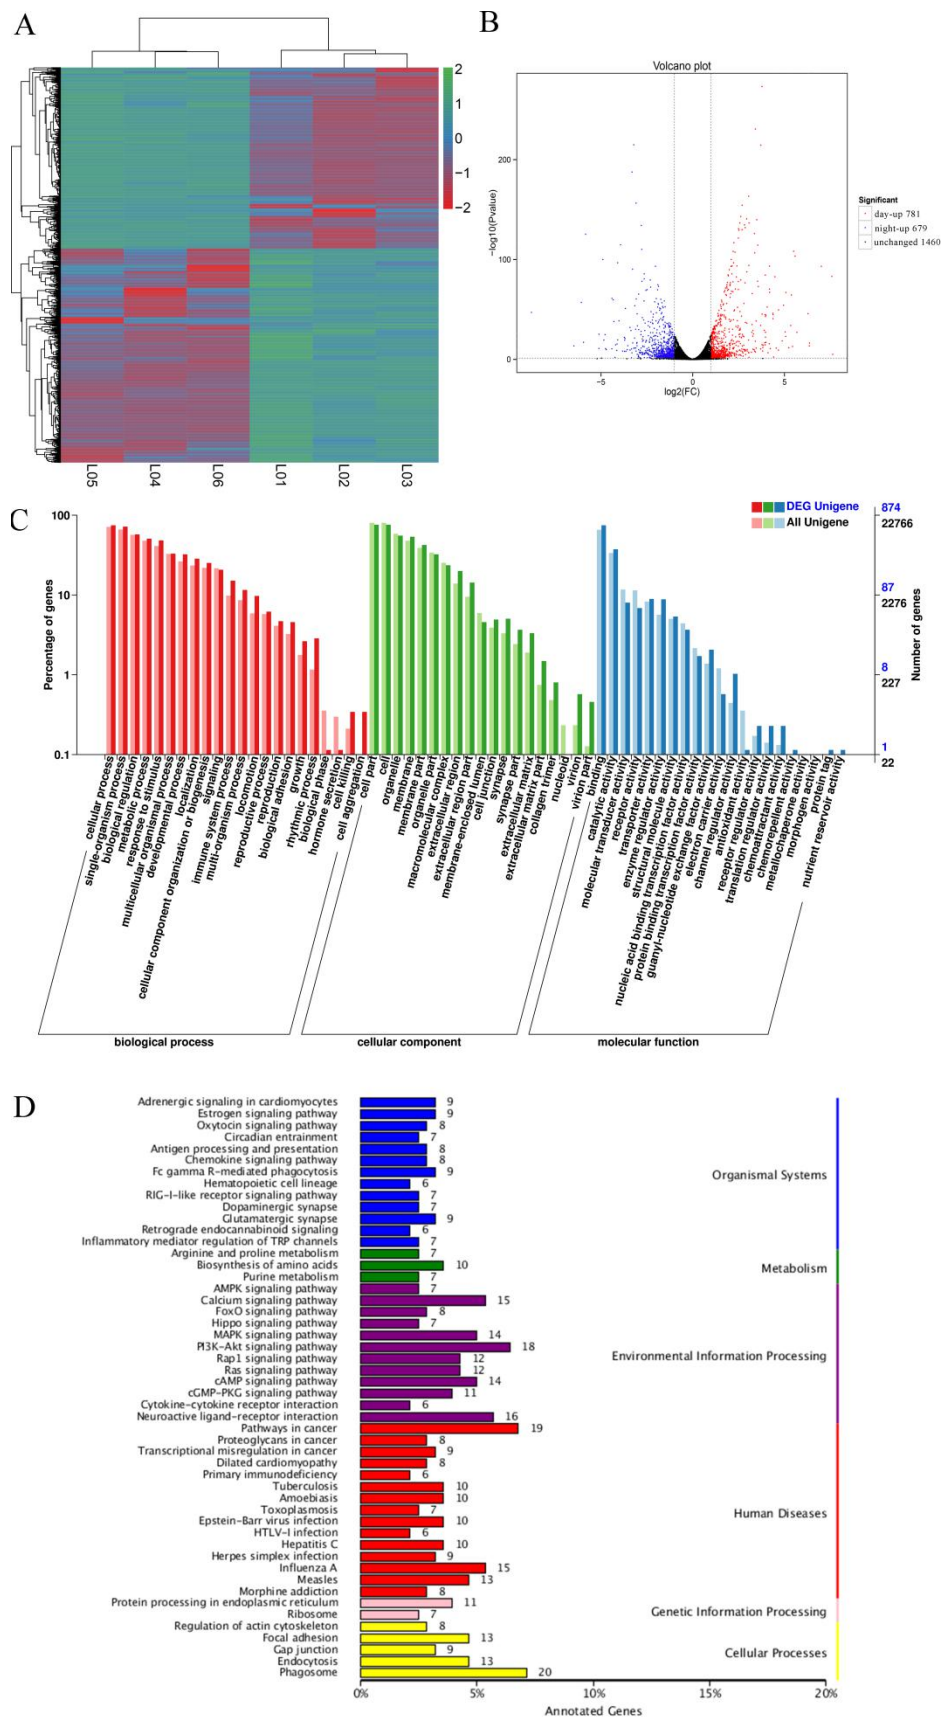 A
2
1
0
−1
−2
L05
L04
L06
L01
L02
L03
B
Volcano plot
−log10(Pvalue)
200
100
0
−5
0
5
log2(FC)
Significant
day-up 781
night-up 679
unchanged 1460
C
DEG Unigene
All Unigene
Percentage of genes
100
10
1
0.1
874
22766
87
2276
8
227
1
22
Number of genes
cellular process
single−organism process
biological regulation
metabolic process
response to stimulus
multicellular organismal process
developmental process
localization
cellular component organization or biogenesis
signaling
immune system process
multi−organism process
locomotion
reproductive process
reproduction
biological adhesion
growth
rhythmic process
biological phase
hormone secretion
cell killing
cell aggregation
cell part
cell
organelle
membrane
membrane part
organelle part
macromolecular complex
extracellular region
extracellular region part
membrane−enclosed lumen
cell junction
synapse
synapse part
extracellular matrix
extracellular matrix part
collagen trimer
nucleoid
virion
virion part
binding
catalytic activity
molecular transducer activity
receptor activity
transporter activity
enzyme regulator activity
structural molecule activity
nucleic acid binding transcription factor activity
protein binding transcription factor activity
guanyl−nucleotide exchange factor activity
electron carrier activity
channel regulator activity
antioxidant activity
receptor regulator activity
translation regulator activity
chemoattractant activity
chemorepellent activity
metallochaperone activity
morphogen activity
protein tag
nutrient reservoir activity
biological process
cellular component
molecular function
D
Adrenergic signaling in cardiomyocytes 9
Estrogen signaling pathway 9
Oxytocin signaling pathway 8
Circadian entrainment 7
Antigen processing and presentation 8
Chemokine signaling pathway 8
Fc gamma R−mediated phagocytosis 9
Hematopoietic cell lineage 6
RIG−I−like receptor signaling pathway 7
Dopaminergic synapse 7
Glutamatergic synapse 9
Retrograde endocannabinoid signaling 6
Inflammatory mediator regulation of TRP channels 7
Arginine and proline metabolism 7
Biosynthesis of amino acids 10
Purine metabolism 7
AMPK signaling pathway 7
Calcium signaling pathway 15
FoxO signaling pathway 8
Hippo signaling pathway 7
MAPK signaling pathway 14
PI3K−Akt signaling pathway 18
Rap1 signaling pathway 12
Ras signaling pathway 12
cAMP signaling pathway 14
cGMP−PKG signaling pathway 11
Cytokine−cytokine receptor interaction 6
Neuroactive ligand−receptor interaction 16
Pathways in cancer 19
Proteoglycans in cancer 8
Transcriptional misregulation in cancer 9
Dilated cardiomyopathy 8
Primary immunodeficiency 6
Tuberculosis 10
Amoebiasis 10
Toxoplasmosis 7
Epstein−Barr virus infection 10
HTLV−I infection 6
Hepatitis C 10
Herpes simplex infection 9
Influenza A 15
Measles 13
Morphine addiction 8
Protein processing in endoplasmic reticulum 11
Ribosome 7
Regulation of actin cytoskeleton 8
Focal adhesion 13
Gap junction 9
Endocytosis 13
Phagosome 20
Organismal Systems
Metabolism
Environmental Information Processing
Human Diseases
Genetic Information Processing
Cellular Processes
0%
5%
10%
15%
20%
Annotated Genes